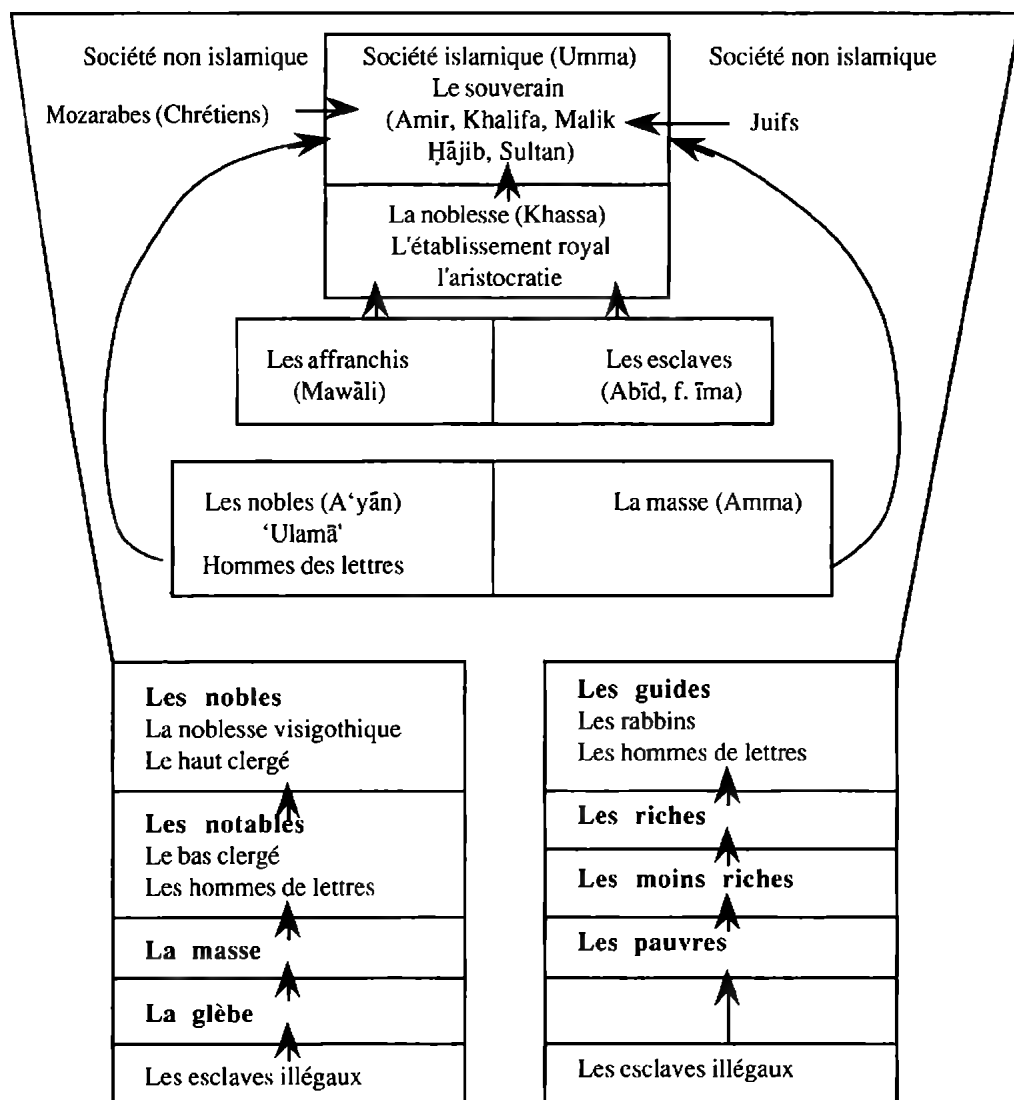 Société non islamique
Société islamique (Umma)
Société non islamique
Le souverain
Mozarabes (Chrétiens)
(Amir, Khalifa, Malik
Juifs
Ḥājib, Sultan)
La noblesse (Khassa)
L'établissement royal
l'aristocratie
Les affranchis
(Mawāli)
Les esclaves
(Abīd, f. īma)
Les nobles (A‘yān)
‘Ulamā'
Hommes des lettres
La masse (Amma)
Les nobles
La noblesse visigothique
Le haut clergé
Les notables
Le bas clergé
Les hommes de lettres
La masse
La glèbe
Les esclaves illégaux
Les guides
Les rabbins
Les hommes de lettres
Les riches
Les moins riches
Les pauvres
Les esclaves illégaux